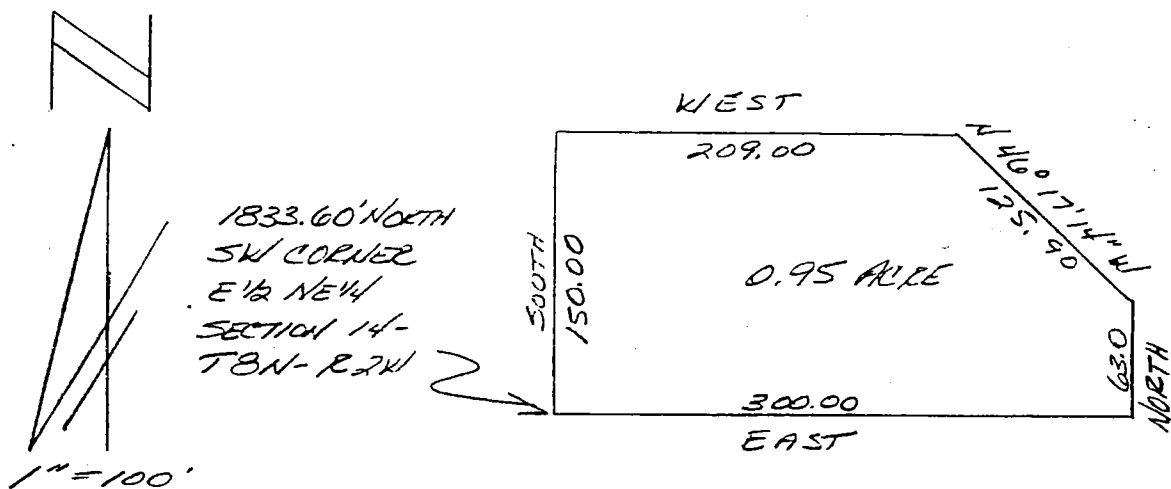 N
1" = 100'
1833.60' NORTH
SW CORNER
E 1/2 NE 1/4
SECTION 14-
T8N - R2W
WEST
209.00
N 46° 17' 14" W
125.90
SOUTH
150.00
0.95 ACRE
63.0
NORTH
300.00
EAST